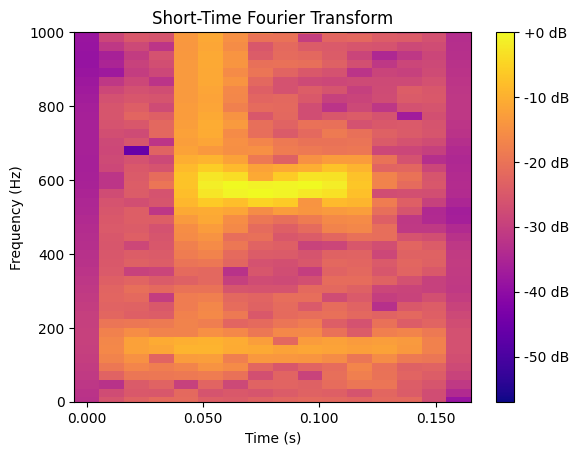 Short-Time Fourier Transform
1000
800
600
400
200
0
Frequency (Hz)
0.000
0.050
0.100
0.150
Time (s)
+0 dB
-10 dB
-20 dB
-30 dB
-40 dB
-50 dB